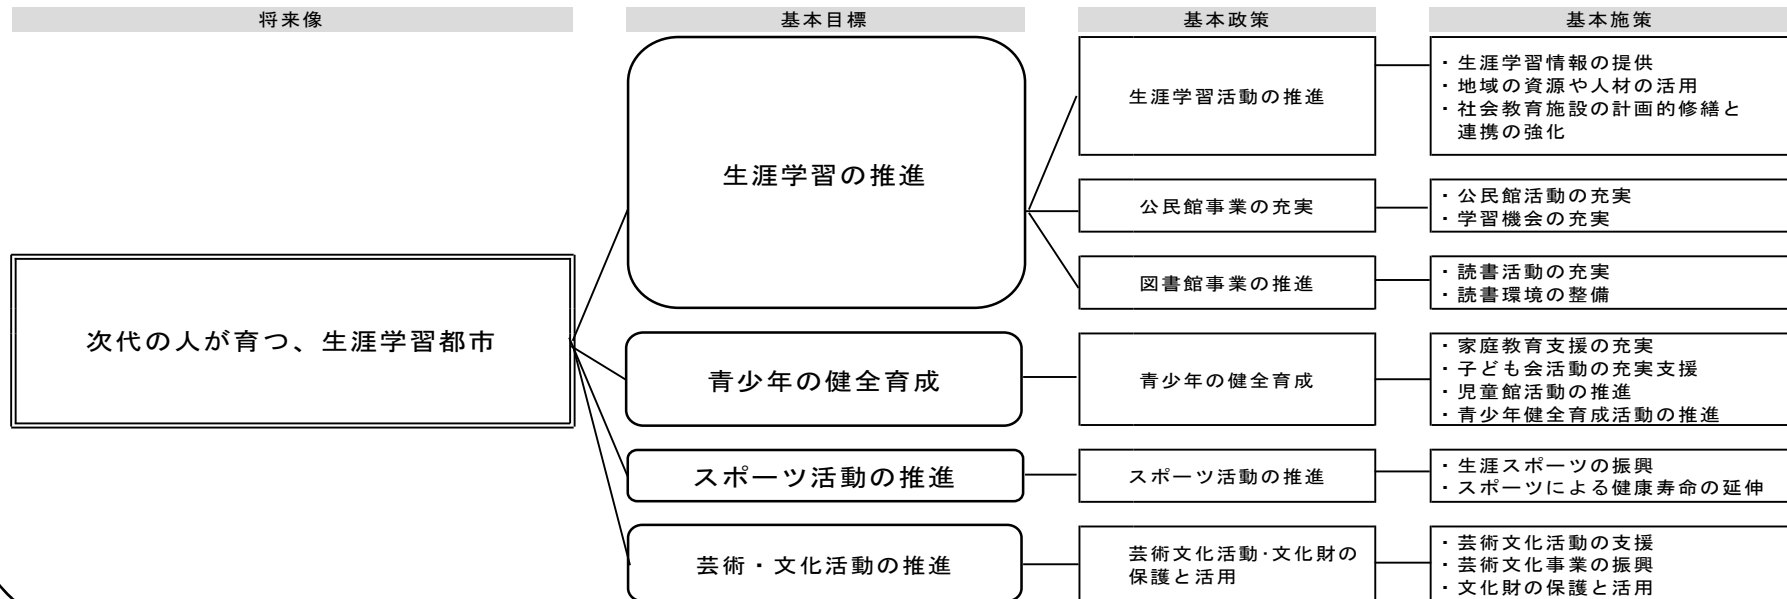 将来像
基本目標
基本政策
基本施策
次代の人が育つ、生涯学習都市
生涯学習の推進
生涯学習活動の推進
・生涯学習情報の提供
・地域の資源や人材の活用
・社会教育施設の計画的修繕と
連携の強化
公民館事業の充実
・公民館活動の充実
・学習機会の充実
図書館事業の推進
・読書活動の充実
・読書環境の整備
青少年の健全育成
青少年の健全育成
・家庭教育支援の充実
・子ども会活動の充実支援
・児童館活動の推進
・青少年健全育成活動の推進
スポーツ活動の推進
スポーツ活動の推進
・生涯スポーツの振興
・スポーツによる健康寿命の延伸
芸術・文化活動の推進
芸術文化活動・文化財の
保護と活用
・芸術文化活動の支援
・芸術文化事業の振興
・文化財の保護と活用